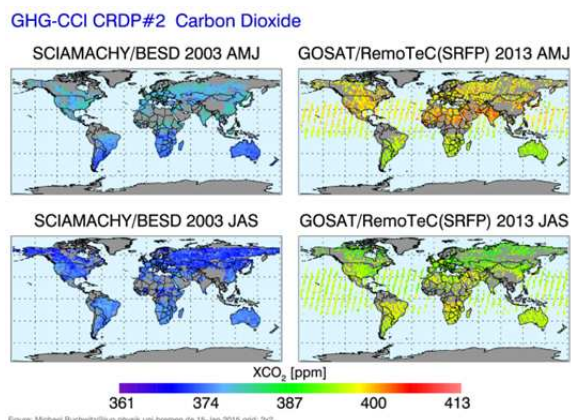 GHG-CCI CRDP#2 Carbon Dioxide
SCIAMACHY/BESD 2003 AMJ
GOSAT/RemoTeC(SRFP) 2013 AMJ
SCIAMACHY/BESD 2003 JAS
GOSAT/RemoTeC(SRFP) 2013 JAS
XCO₂ [ppm]
361 374 387 400 413